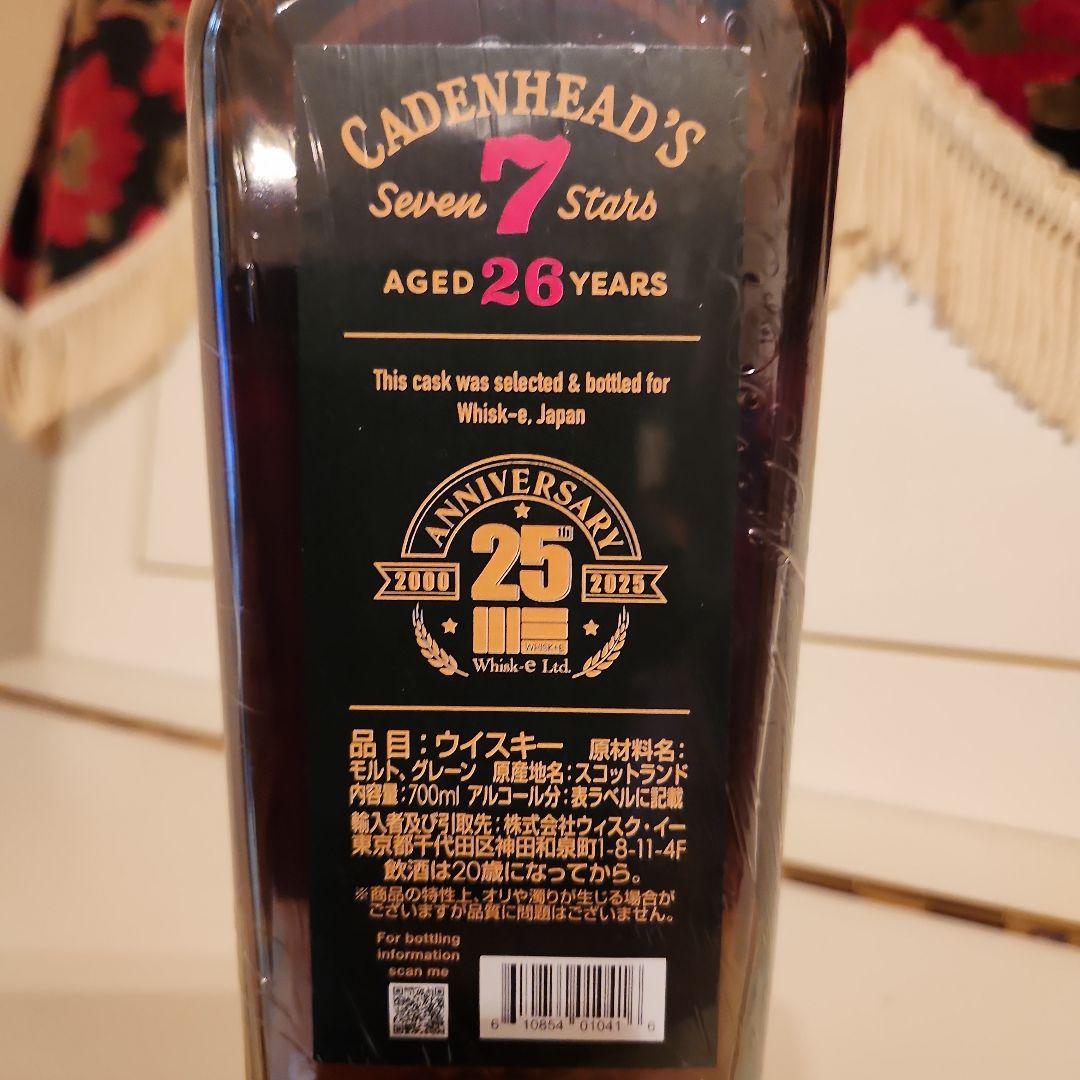 CADENHEAD'S
Seven 7 Stars
AGED 26 YEARS
This cask was selected & bottled for
Whisk-e, Japan
ANNIVERSARY
25TH
2000 2025
WHISK-E
Whisk-e Ltd.
品目：ウイスキー 原材料名：
モルト、グレーン 原産地名：スコットランド
内容量：700ml アルコール分：表ラベルに記載
輸入者及び引取先：株式会社ウィスク・イー
東京都千代田区神田和泉町1-8-11-4F
飲酒は20歳になってから。
※商品の特性上、オリや濁りが生じる場合が
ございますが品質に問題はございません。
For bottling
information
scan me
6 10854 01041 6